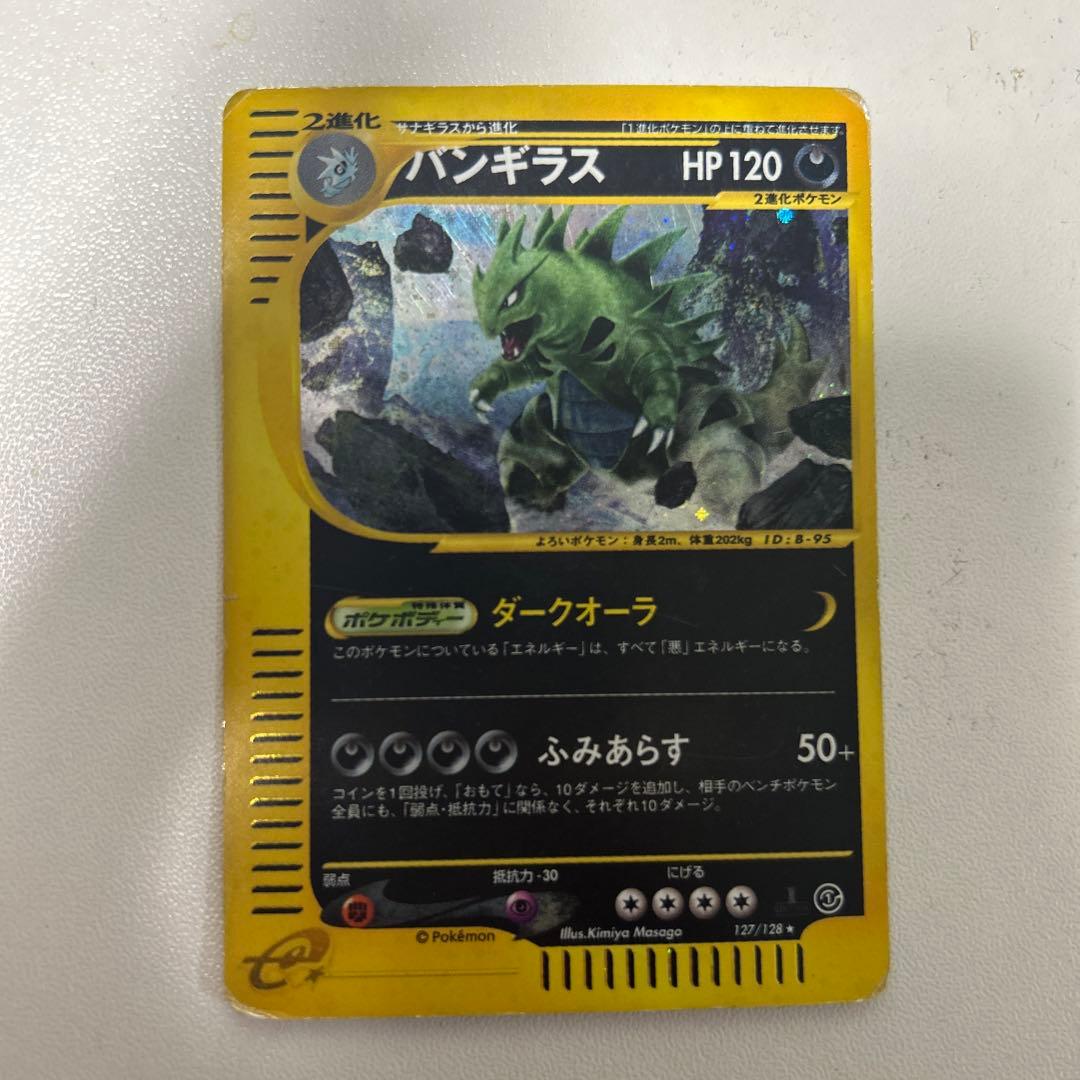 2進化 サナギラスから進化 「1進化ポケモン」の上に重ねて進化させます
バンギラス HP120
2進化ポケモン
よろいポケモン:身長2m、体重202kg ID:B-95
特殊体質
ポケボディー ダークオーラ
このポケモンについている「エネルギー」は、すべて「悪」エネルギーになる。
ふみあらす 50+
コインを1回投げ、「おもて」なら、10ダメージを追加し、相手のベンチポケモン
全員にも、「弱点・抵抗力」に関係なく、それぞれ10ダメージ。
弱点 抵抗力-30 にげる
©Pokémon Illus.Kimiya Masago 127/128★
e